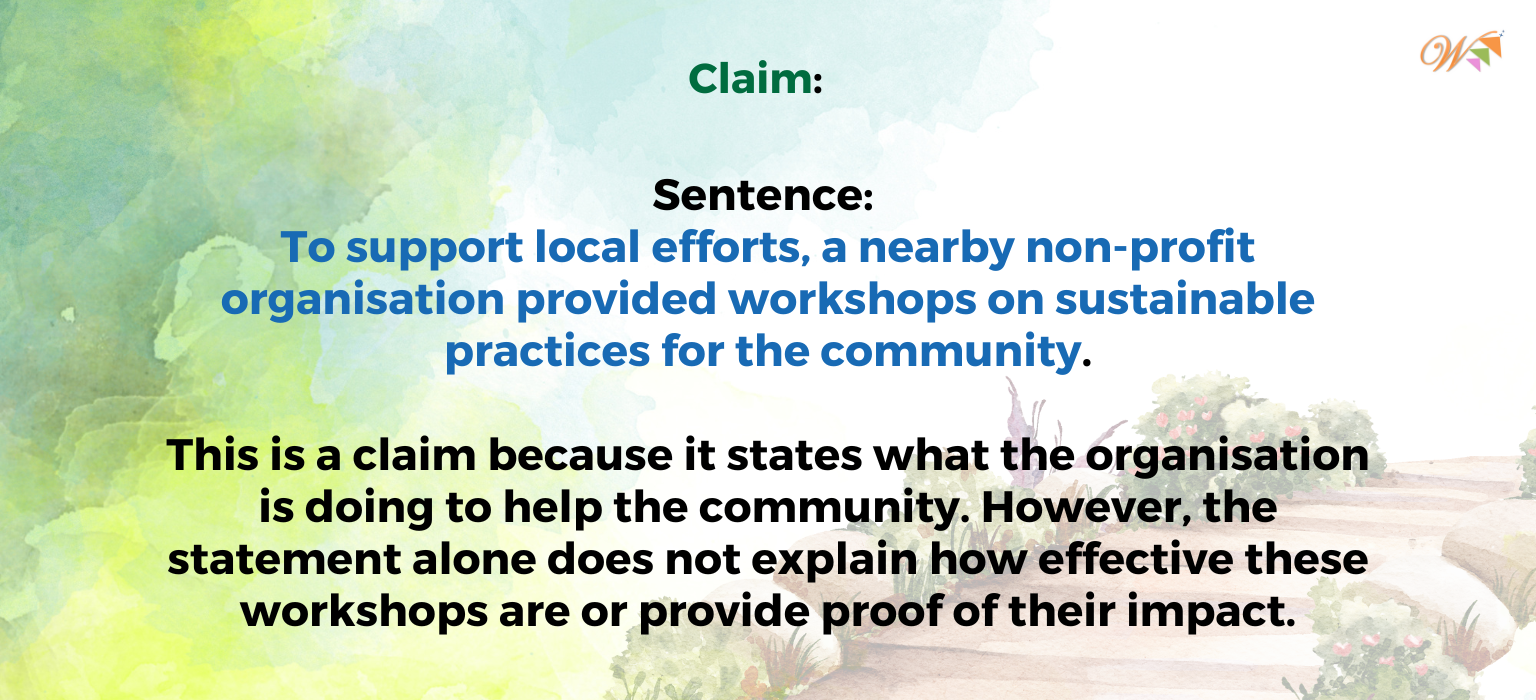 Claim:
Sentence:
To support local efforts, a nearby non-profit
organisation provided workshops on sustainable
practices for the community.
This is a claim because it states what the organisation
is doing to help the community. However, the
statement alone does not explain how effective these
workshops are or provide proof of their impact.
W